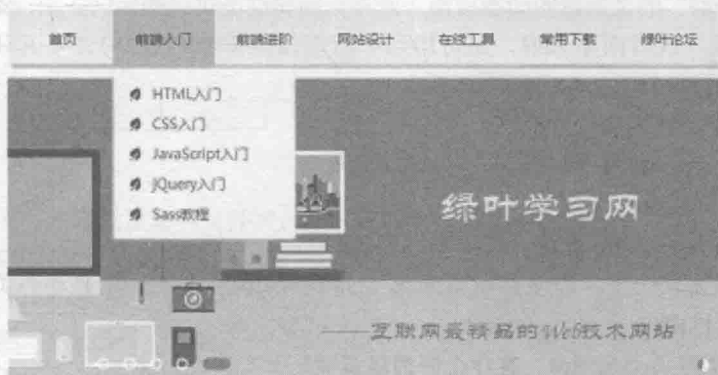 首页 前端入门 前端进阶 网站设计 在线工具 常用下载 绿叶论坛
HTML入门
CSS入门
JavaScript入门
jQuery入门
Sass教程
绿叶学习网
——互联网最精品的Web技术网站